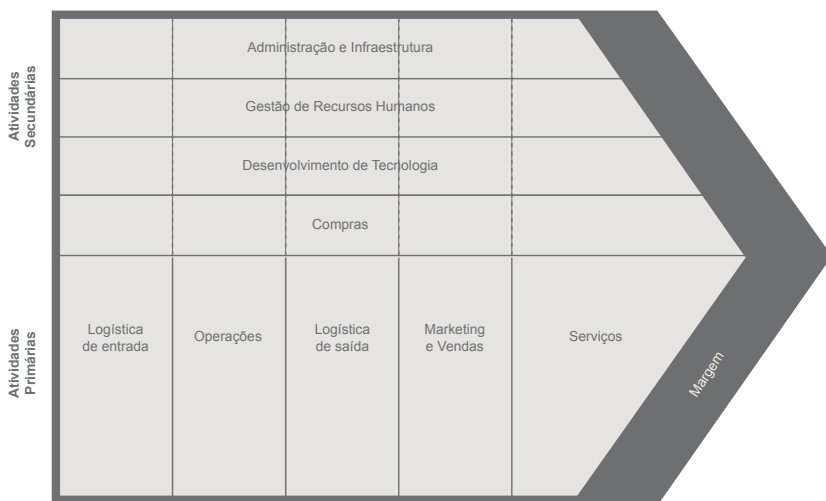 Atividades
Secundárias
Administração e Infraestrutura
Gestão de Recursos Humanos
Desenvolvimento de Tecnologia
Compras
Atividades
Primárias
Logística
de entrada
Operações
Logística
de saída
Marketing
e Vendas
Serviços
Margem